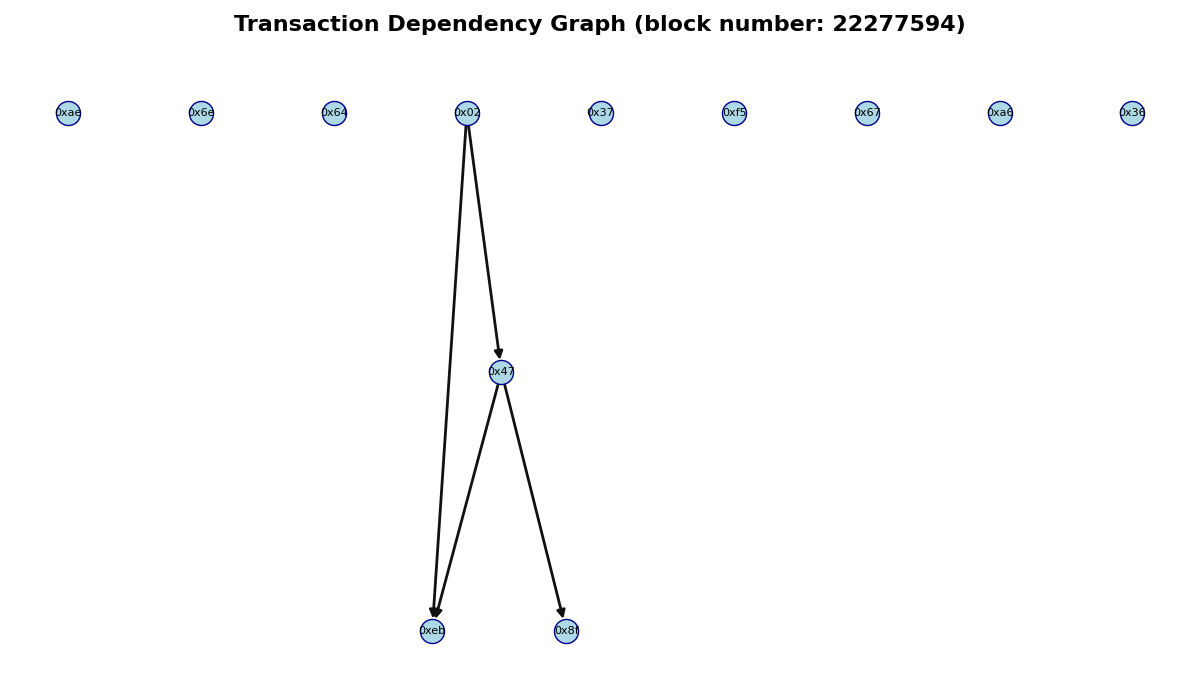 Transaction Dependency Graph (block number: 22277594)
0xae 0x6e 0x64 0x02 0x37 0xf5 0x67 0xa6 0x36
0x47
0xeb 0x8f